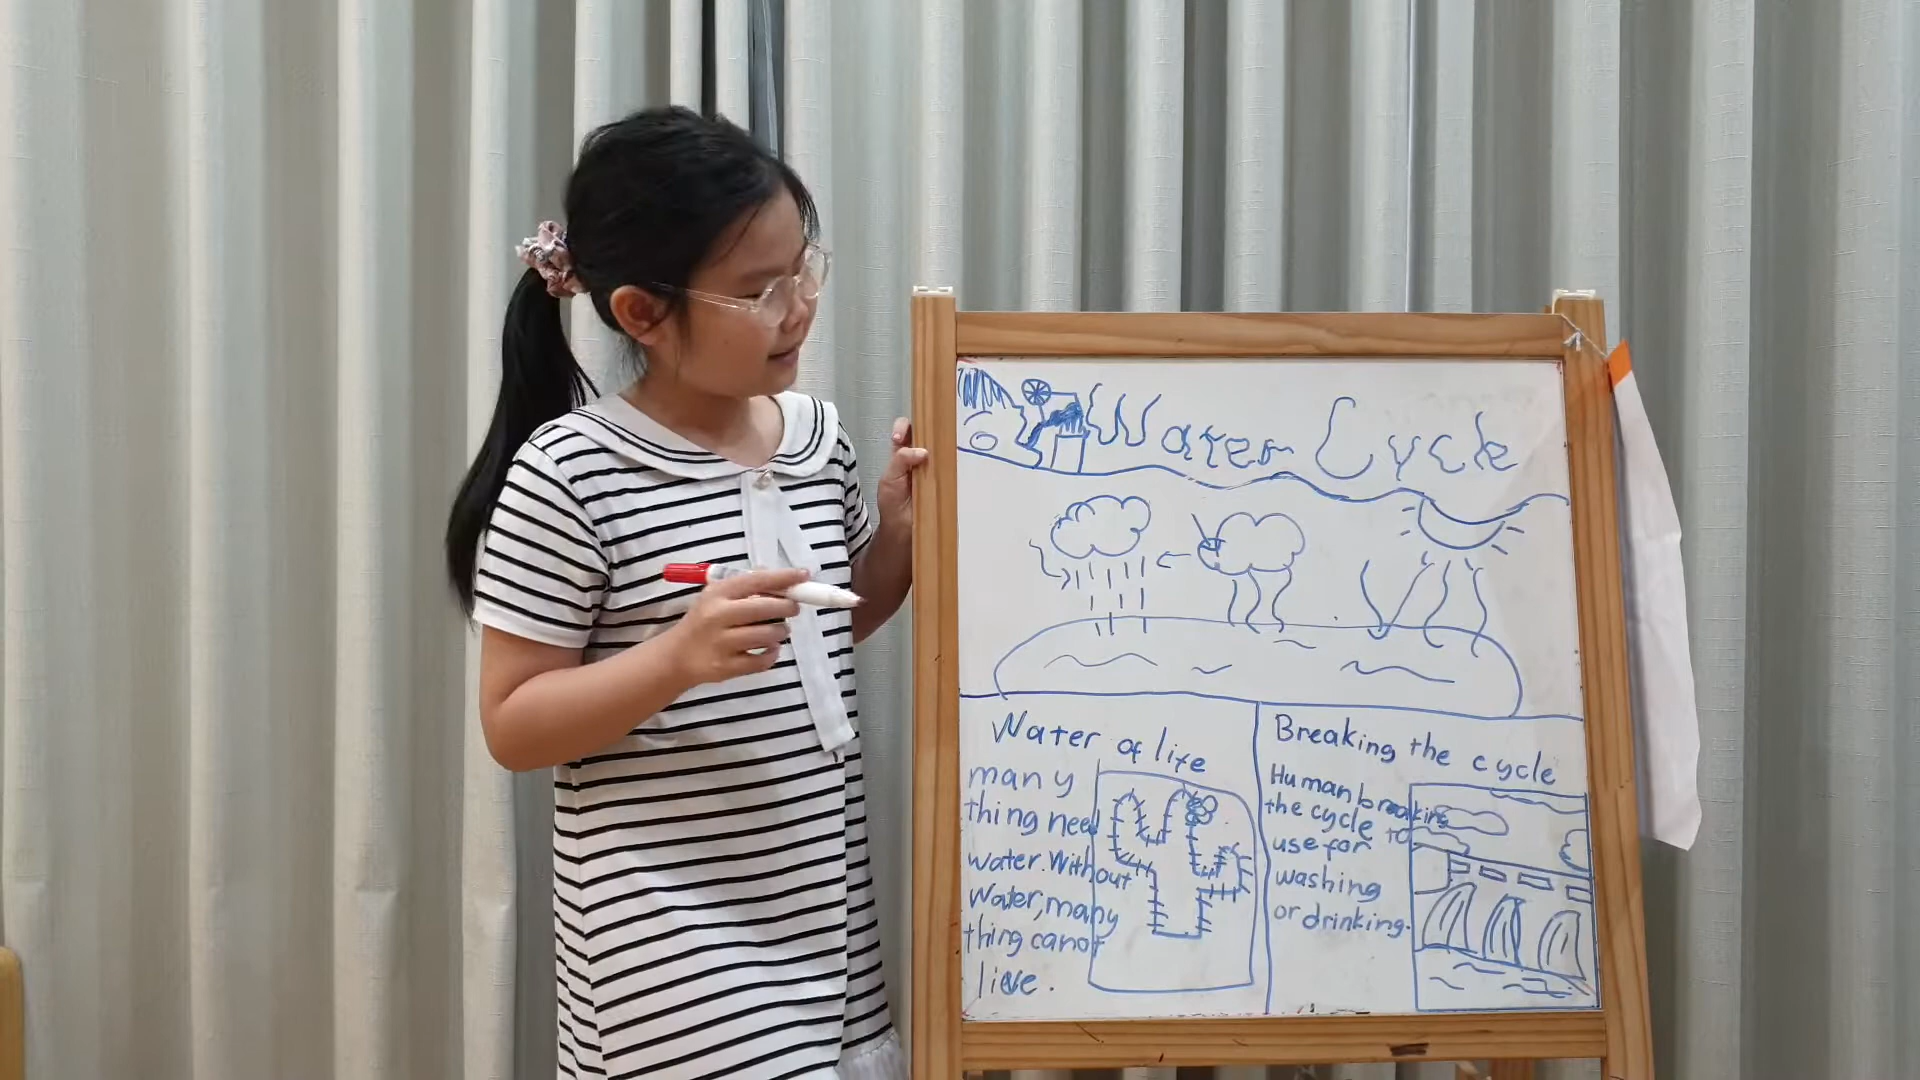 Water Cycle
Water of life
many
thing need
water. Without
Water, many
thing canot
lieve.
Breaking the cycle
Human breaking
the cycle to
use for
washing
or drinking.